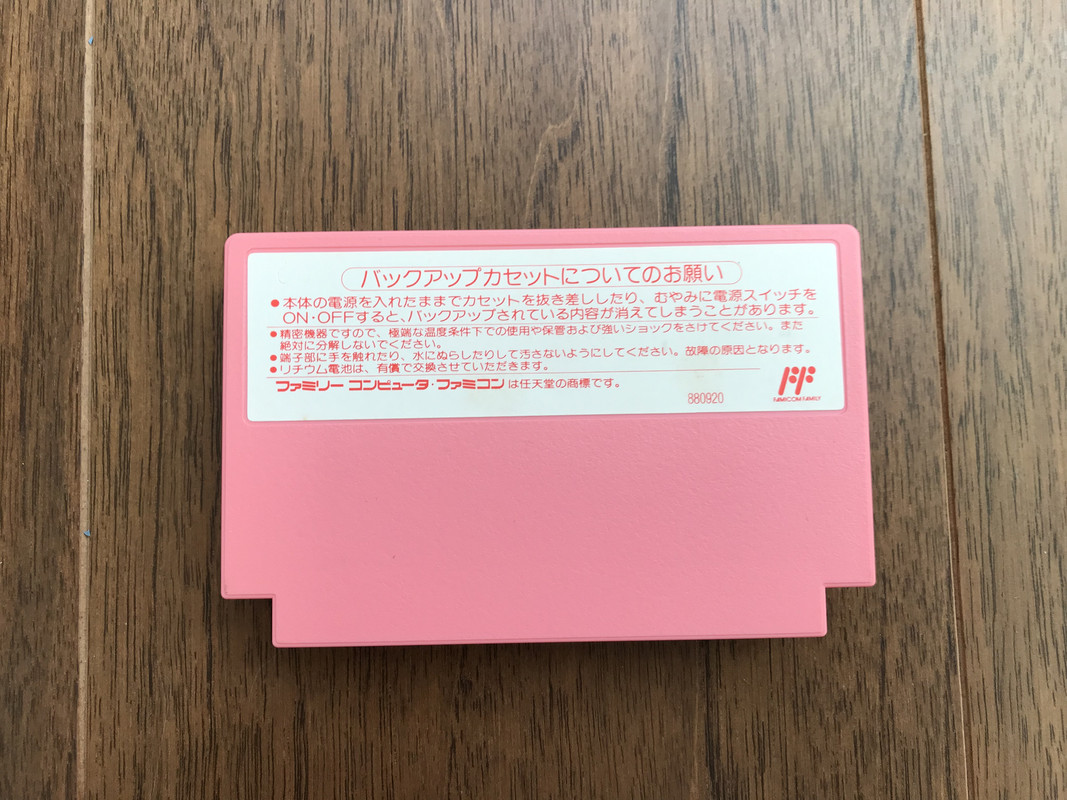 バックアップカセットについてのお願い
●本体の電源を入れたままでカセットを抜き差ししたり、むやみに電源スイッチを
ON・OFFすると、バックアップされている内容が消えてしまうことがあります。
●精密機器ですので、極端な温度条件下での使用や保管および強いショックをさけてください。また
絶対に分解しないでください。
●端子部に手を触れたり、水にぬらしたりして汚さないようにしてください。故障の原因となります。
●リチウム電池は、有償で交換させていただきます。
ファミリー コンピュータ・ファミコン は任天堂の商標です。
880920
FAMICOM FAMILY